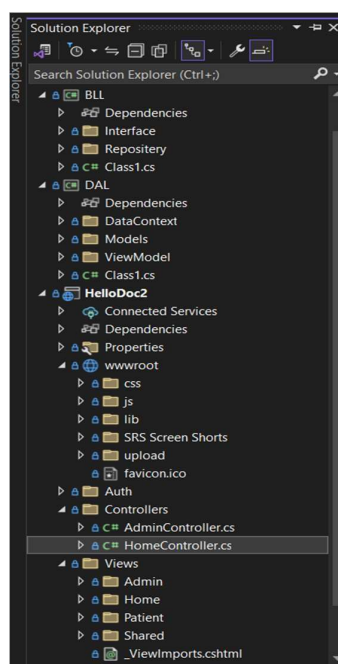 Solution Explorer
Solution Explorer
Search Solution Explorer (Ctrl+;)
C# BLL
Dependencies
Interface
Repositery
C# Class1.cs
C# DAL
Dependencies
DataContext
Models
ViewModel
C# Class1.cs
HelloDoc2
Connected Services
Dependencies
Properties
wwwroot
css
js
lib
SRS Screen Shorts
upload
favicon.ico
Auth
Controllers
C# AdminController.cs
C# HomeController.cs
Views
Admin
Home
Patient
Shared
_ViewImports.cshtml